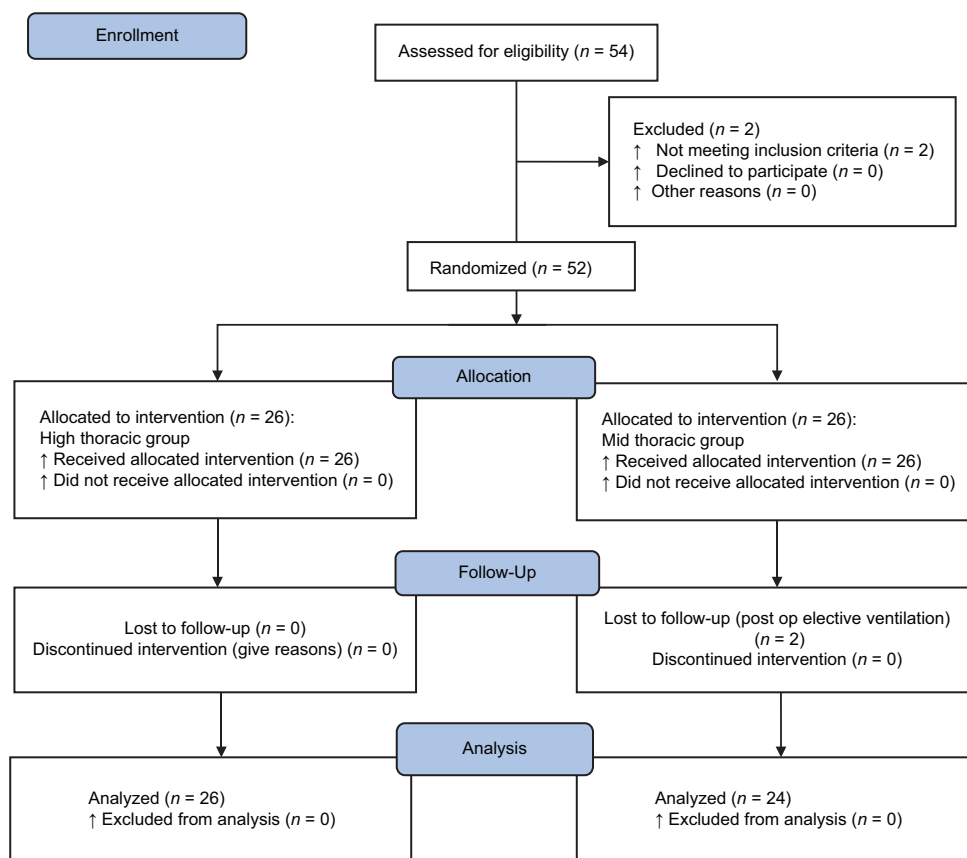 Enrollment
Assessed for eligibility (n = 54)
Excluded (n = 2)
↑ Not meeting inclusion criteria (n = 2)
↑ Declined to participate (n = 0)
↑ Other reasons (n = 0)
Randomized (n = 52)
Allocation
Allocated to intervention (n = 26):
High thoracic group
↑ Received allocated intervention (n = 26)
↑ Did not receive allocated intervention (n = 0)
Allocated to intervention (n = 26):
Mid thoracic group
↑ Received allocated intervention (n = 26)
↑ Did not receive allocated intervention (n = 0)
Follow-Up
Lost to follow-up (n = 0)
Discontinued intervention (give reasons) (n = 0)
Lost to follow-up (post op elective ventilation)
(n = 2)
Discontinued intervention (n = 0)
Analysis
Analyzed (n = 26)
↑ Excluded from analysis (n = 0)
Analyzed (n = 24)
↑ Excluded from analysis (n = 0)